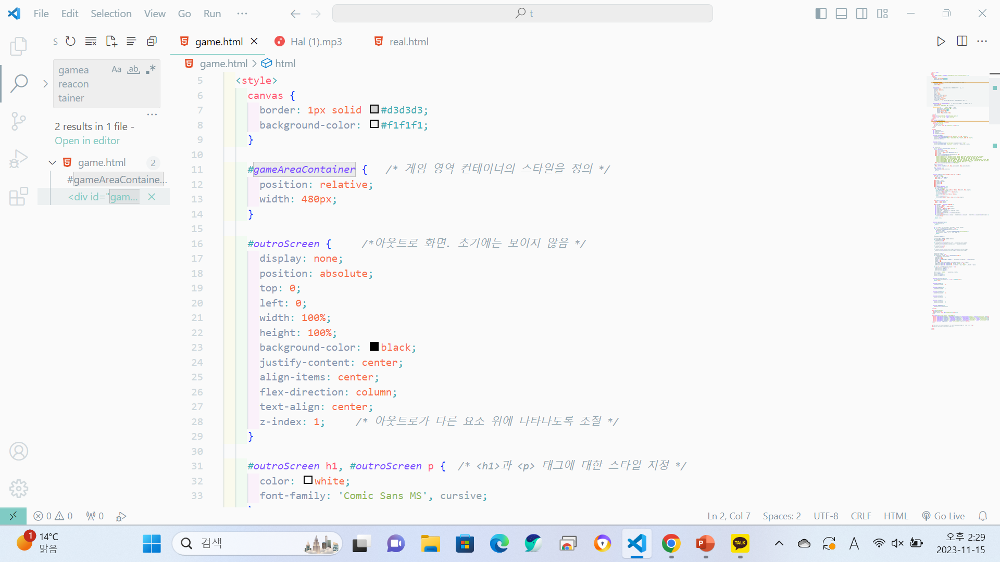 File Edit Selection View Go Run ···
t
S
game.html
Hal (1).mp3
real.html
game.html > html
gamea
reacon
tainer
Aa ab .*
2 results in 1 file -
Open in editor
game.html 2
#gameAreaContaine...
<div id="gam...
5 <style>
6 canvas {
7 border: 1px solid #d3d3d3;
8 background-color: #f1f1f1;
9 }
10
11 #gameAreaContainer { /* 게임 영역 컨테이너의 스타일을 정의 */
12 position: relative;
13 width: 480px;
14 }
15
16 #outroScreen { /*아웃트로 화면. 초기에는 보이지 않음 */
17 display: none;
18 position: absolute;
19 top: 0;
20 left: 0;
21 width: 100%;
22 height: 100%;
23 background-color: black;
24 justify-content: center;
25 align-items: center;
26 flex-direction: column;
27 text-align: center;
28 z-index: 1; /* 아웃트로가 다른 요소 위에 나타나도록 조절 */
29 }
30
31 #outroScreen h1, #outroScreen p { /* <h1>과 <p> 태그에 대한 스타일 지정 */
32 color: white;
33 font-family: 'Comic Sans MS', cursive;
0 0 0
Ln 2, Col 7 Spaces: 2 UTF-8 CRLF HTML Go Live
1
14°C
맑음
검색
P
TALK
A
오후 2:29
2023-11-15